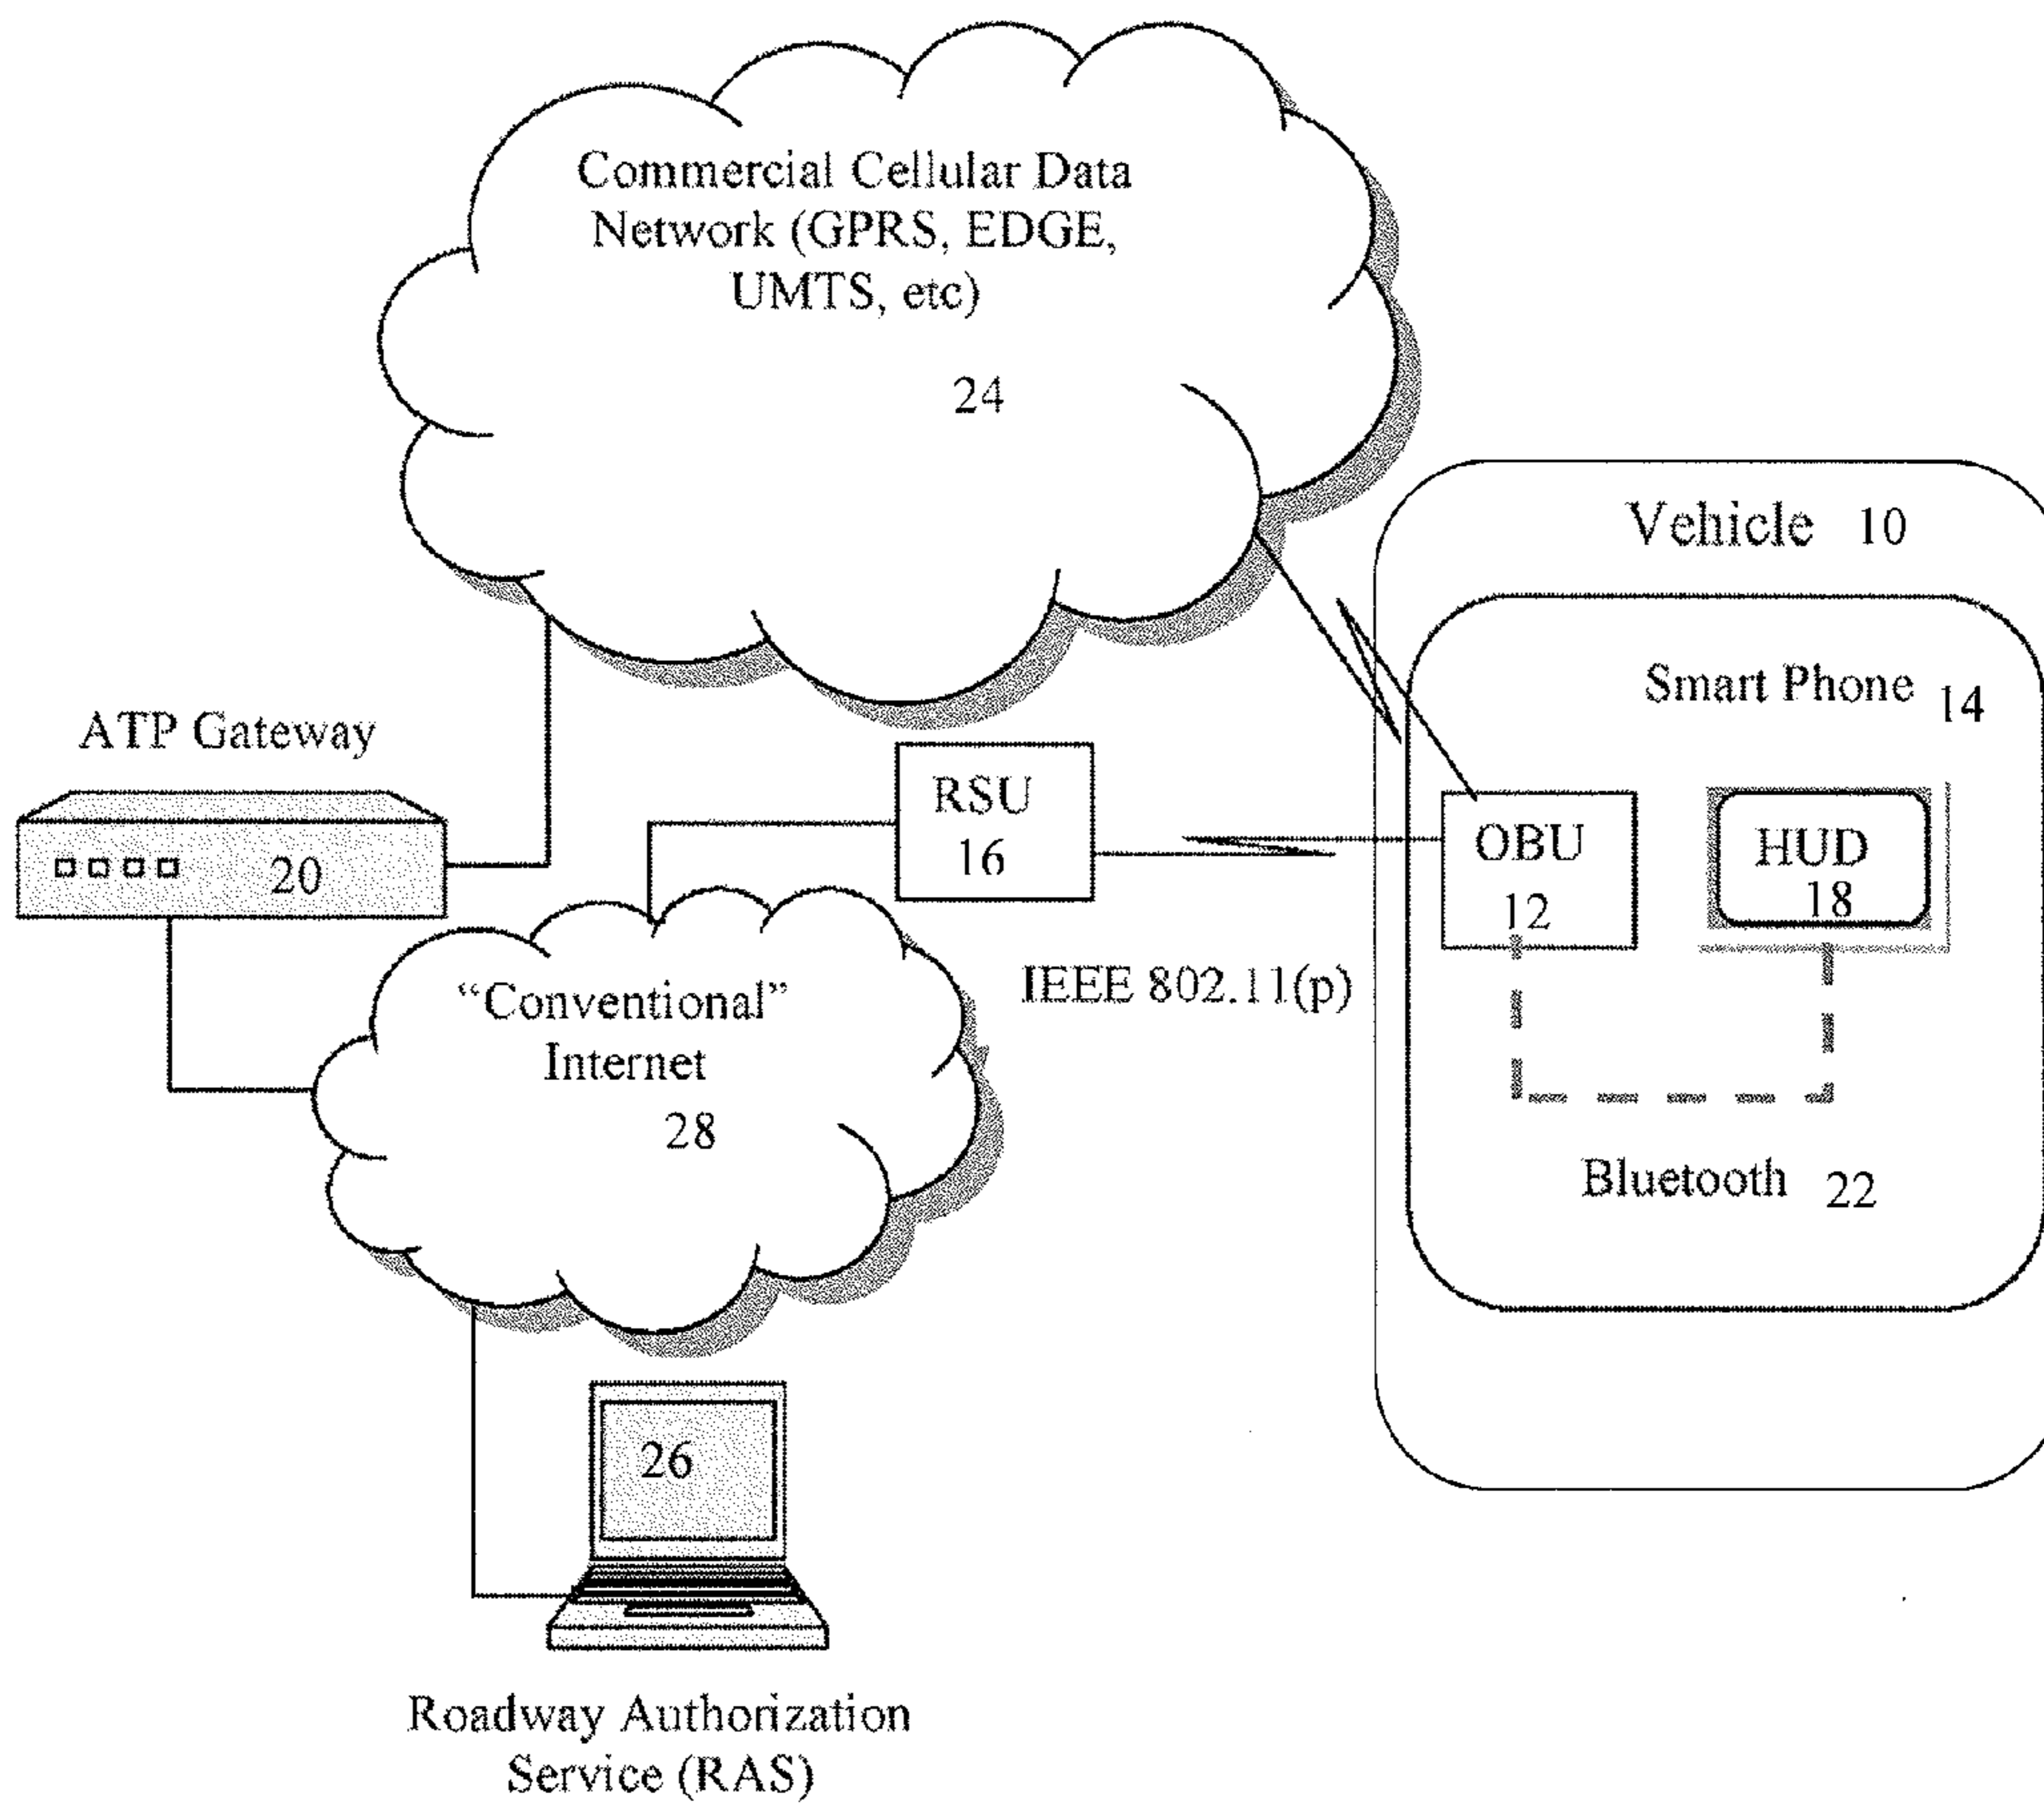 Commercial Cellular Data
Network (GPRS, EDGE,
UMTS, etc)
24
Vehicle 10
Smart Phone 14
ATP Gateway
20
RSU
16
OBU
12
HUD
18
IEEE 802.11(p)
“Conventional”
Internet
28
Bluetooth 22
26
Roadway Authorization
Service (RAS)